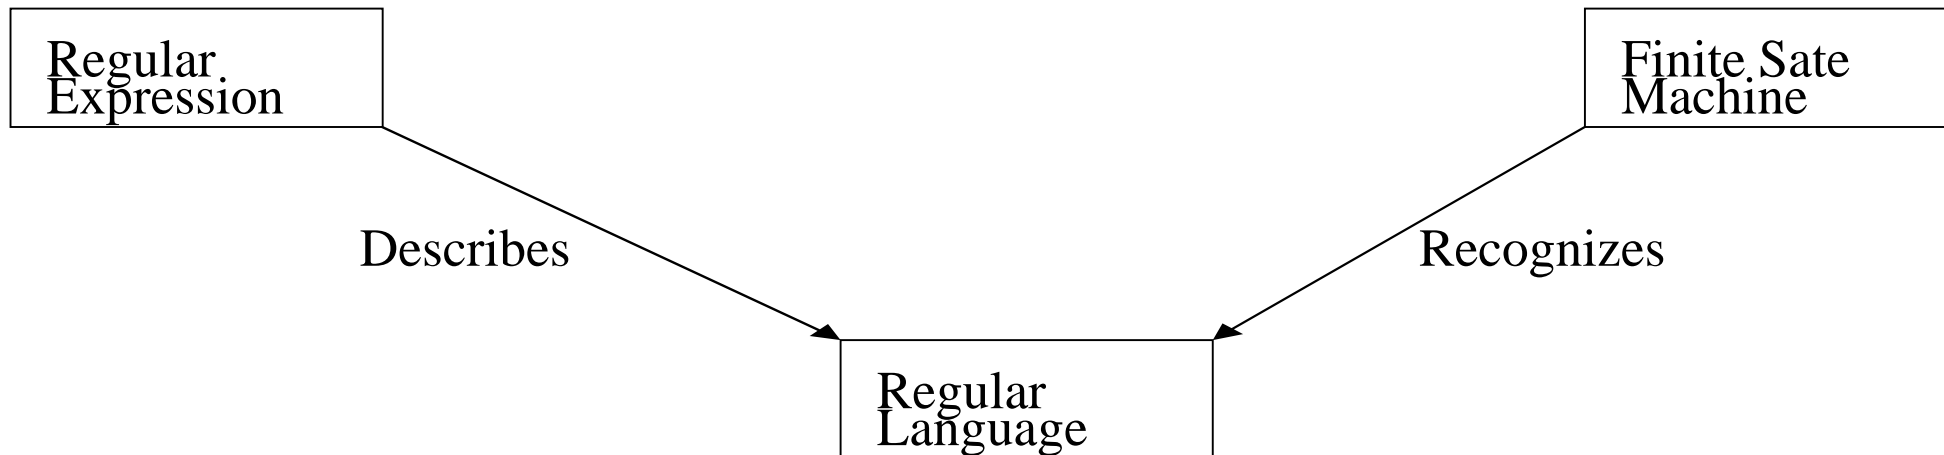 Regular
Expression
Finite Sate
Machine
Describes
Recognizes
Regular
Language